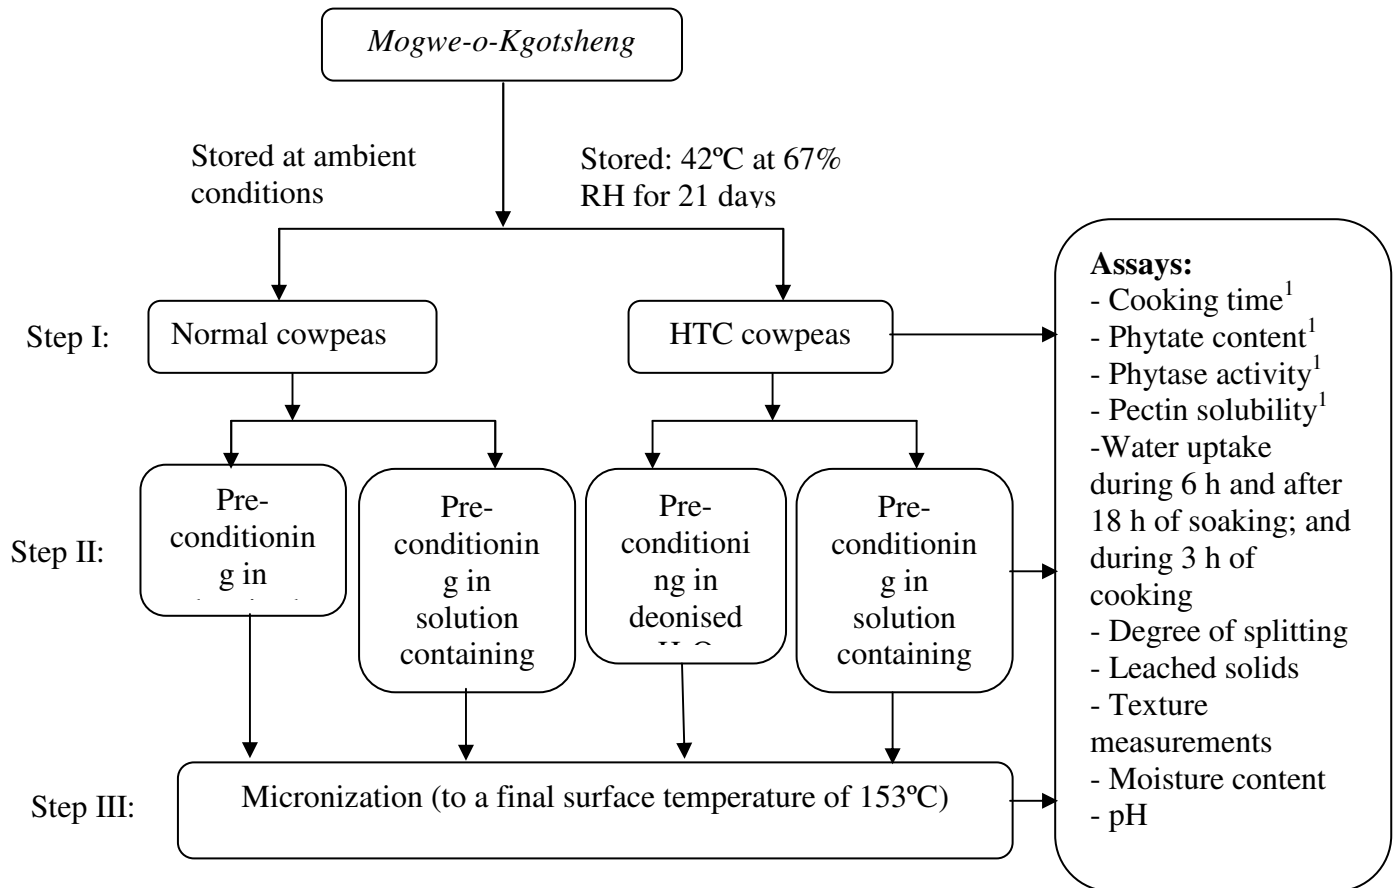 Mogwe-o-Kgotsheng
Stored at ambient
conditions
Stored: 42ºC at 67%
RH for 21 days
Step I:
Normal cowpeas
HTC cowpeas
Step II:
Pre-
conditionin
g in
Pre-
conditionin
g in
solution
containing
Pre-
conditioni
ng in
deonised
Pre-
conditionin
g in
solution
containing
Step III:
Micronization (to a final surface temperature of 153ºC)
Assays:
- Cooking time¹
- Phytate content¹
- Phytase activity¹
- Pectin solubility¹
-Water uptake
during 6 h and after
18 h of soaking; and
during 3 h of
cooking
- Degree of splitting
- Leached solids
- Texture
measurements
- Moisture content
- pH